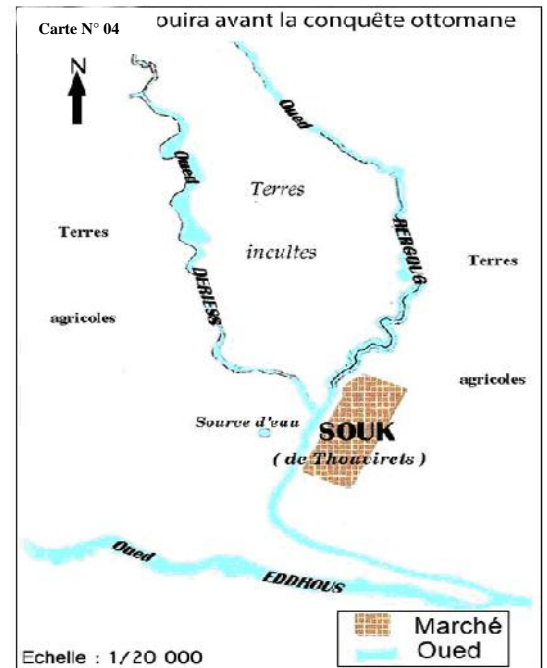 Carte N° 04
ouira avant la conquête ottomane
N
Oued
Oued
Terres
incultes
Terres
agricoles
DERIESS
RERGOUG
Terres
agricoles
Source d'eau
SOUK
( de Thouvirets )
Oued
EDDHOUS
Marché
Oued
Echelle : 1/20 000